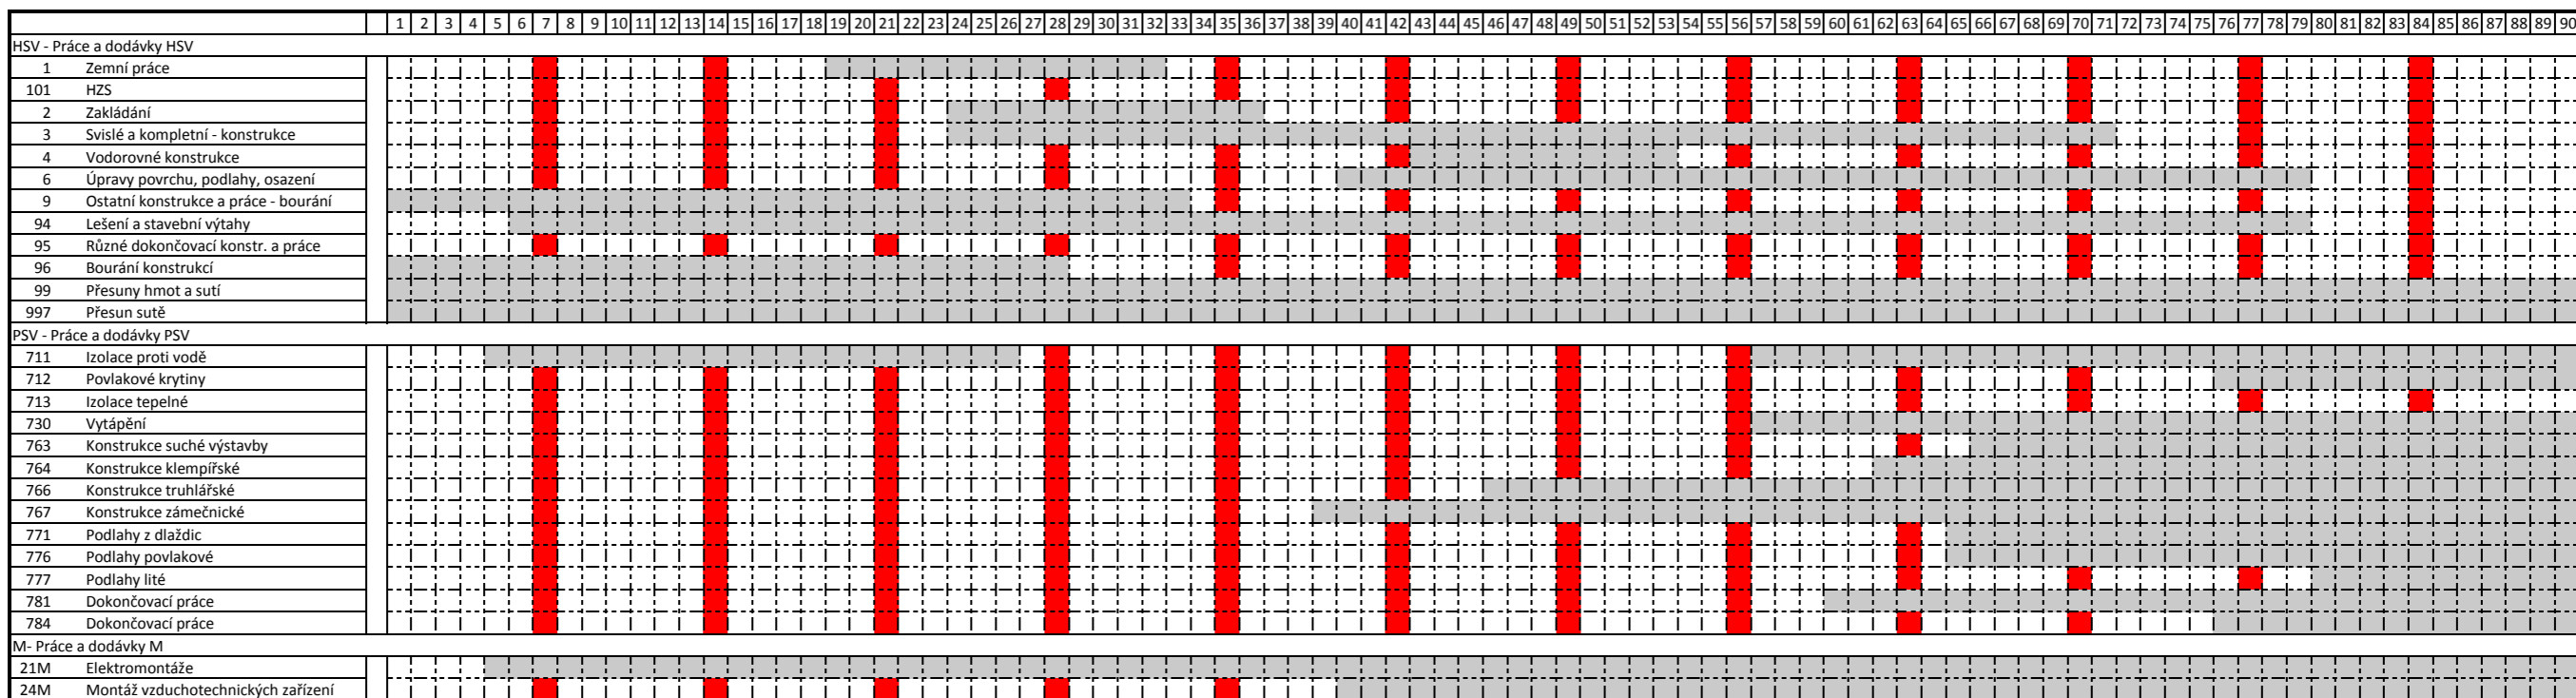 1 2 3 4 5 6 7 8 9 10 11 12 13 14 15 16 17 18 19 20 21 22 23 24 25 26 27 28 29 30 31 32 33 34 35 36 37 38 39 40 41 42 43 44 45 46 47 48 49 50 51 52 53 54 55 56 57 58 59 60 61 62 63 64 65 66 67 68 69 70 71 72 73 74 75 76 77 78 79 80 81 82 83 84 85 86 87 88 89 90
HSV - Práce a dodávky HSV
1 Zemní práce
101 HZS
2 Zakládání
3 Svislé a kompletní - konstrukce
4 Vodorovné konstrukce
6 Úpravy povrchu, podlahy, osazení
9 Ostatní konstrukce a práce - bourání
94 Lešení a stavební výtahy
95 Různé dokončovací konstr. a práce
96 Bourání konstrukcí
99 Přesuny hmot a sutí
997 Přesun sutě
PSV - Práce a dodávky PSV
711 Izolace proti vodě
712 Povlakové krytiny
713 Izolace tepelné
730 Vytápění
763 Konstrukce suché výstavby
764 Konstrukce klempířské
766 Konstrukce truhlářské
767 Konstrukce zámečnické
771 Podlahy z dlaždic
776 Podlahy povlakové
777 Podlahy lité
781 Dokončovací práce
784 Dokončovací práce
M- Práce a dodávky M
21M Elektromontáže
24M Montáž vzduchotechnických zařízení